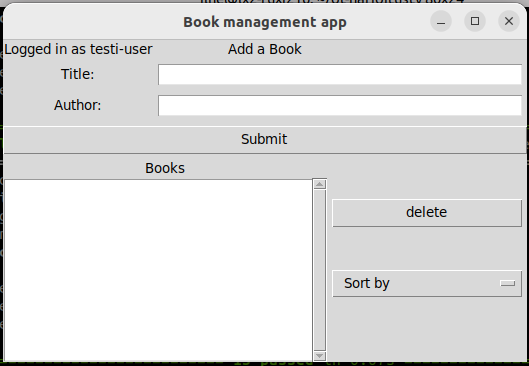 Book management app
Logged in as testi-user Add a Book
Title:
Author:
Submit
Books
delete
Sort by